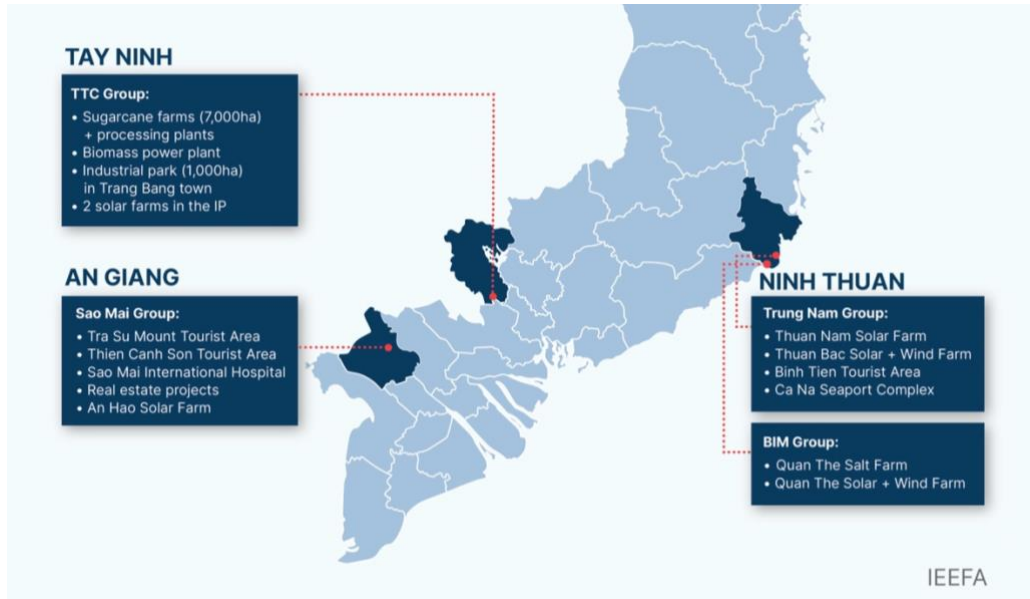 TAY NINH
TTC Group:
• Sugarcane farms (7,000ha)
+ processing plants
• Biomass power plant
• Industrial park (1,000ha)
in Trang Bang town
• 2 solar farms in the IP
AN GIANG
Sao Mai Group:
• Tra Su Mount Tourist Area
• Thien Canh Son Tourist Area
• Sao Mai International Hospital
• Real estate projects
• An Hao Solar Farm
NINH THUAN
Trung Nam Group:
• Thuan Nam Solar Farm
• Thuan Bac Solar + Wind Farm
• Binh Tien Tourist Area
• Ca Na Seaport Complex
BIM Group:
• Quan The Salt Farm
• Quan The Solar + Wind Farm
IEEFA